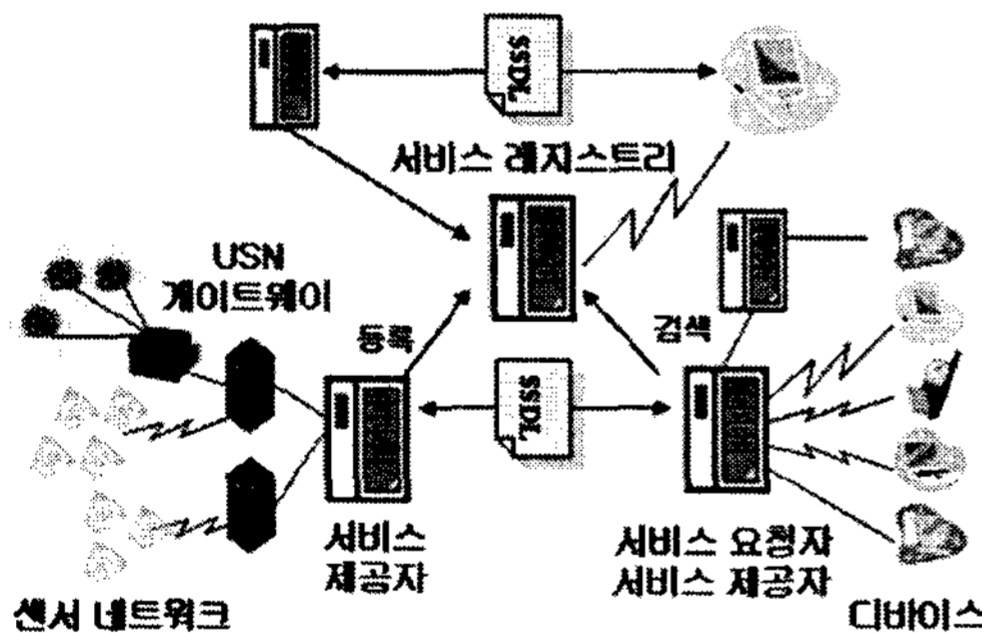 SSDL
서비스 레지스트리
USN
게이트웨이
등록
검색
SSDL
서비스
제공자
서비스 요청자
서비스 제공자
센서 네트워크
디바이스